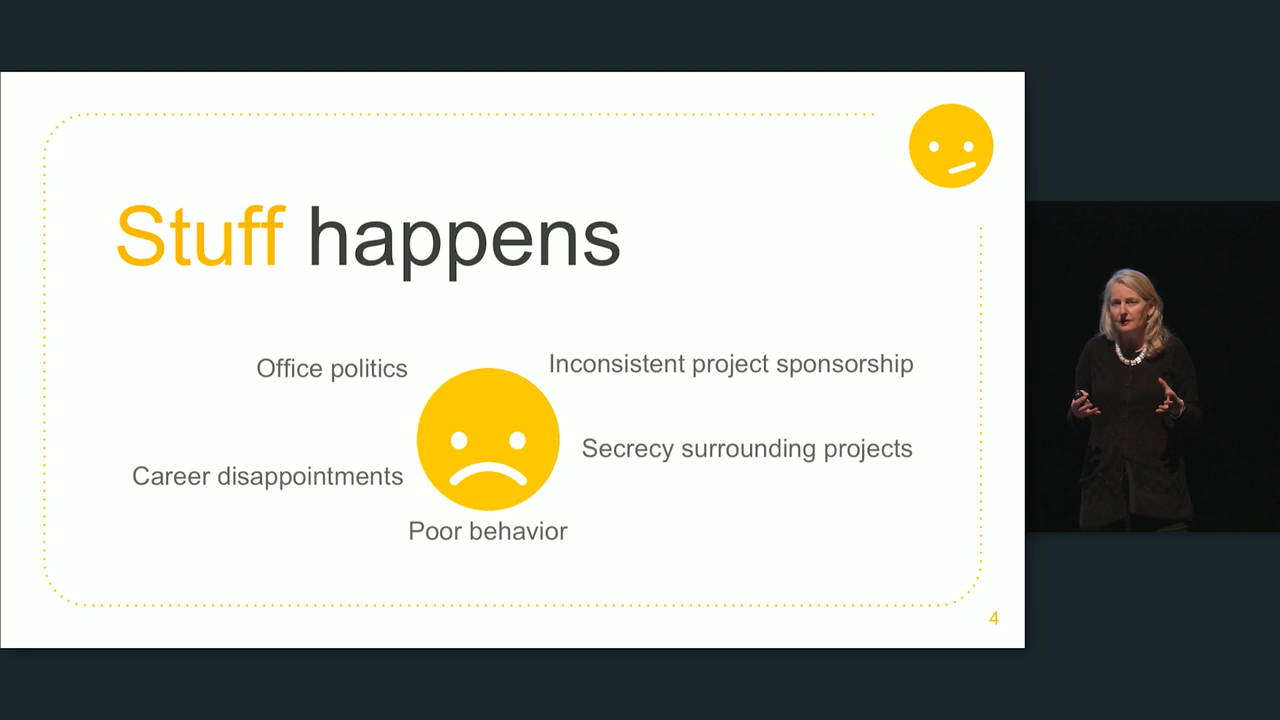 Stuff happens
Office politics
Inconsistent project sponsorship
Secrecy surrounding projects
Career disappointments
Poor behavior
4